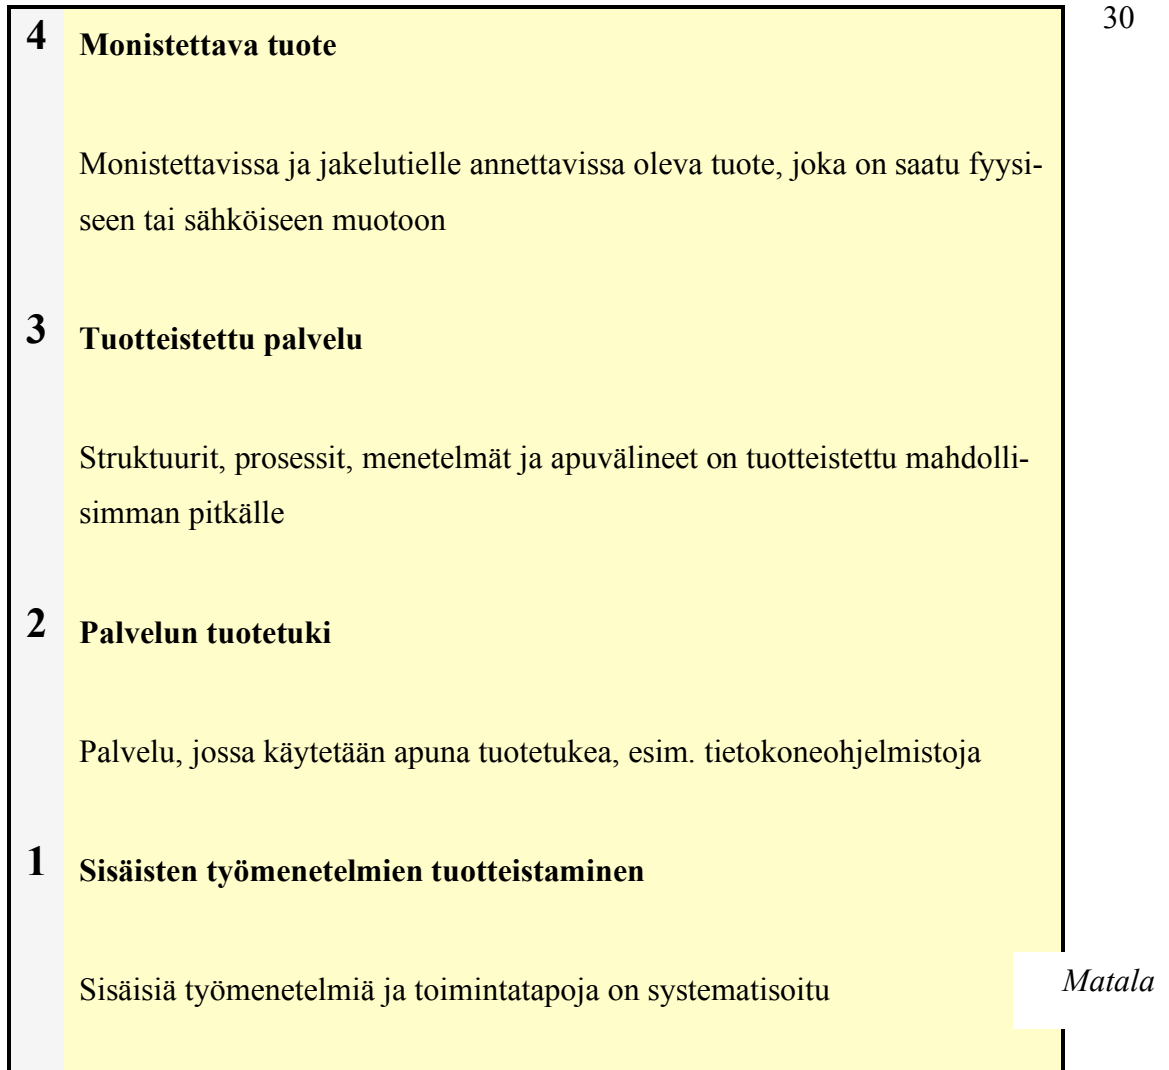 30
4 Monistettava tuote
Monistettavissa ja jakelutielle annettavissa oleva tuote, joka on saatu fyysi-
seen tai sähköiseen muotoon
3 Tuotteistettu palvelu
Struktuurit, prosessit, menetelmät ja apuvälineet on tuotteistettu mahdolli-
simman pitkälle
2 Palvelun tuotetuki
Palvelu, jossa käytetään apuna tuotetukea, esim. tietokoneohjelmistoja
1 Sisäisten työmenetelmien tuotteistaminen
Sisäisiä työmenetelmiä ja toimintatapoja on systematisoitu
Matala